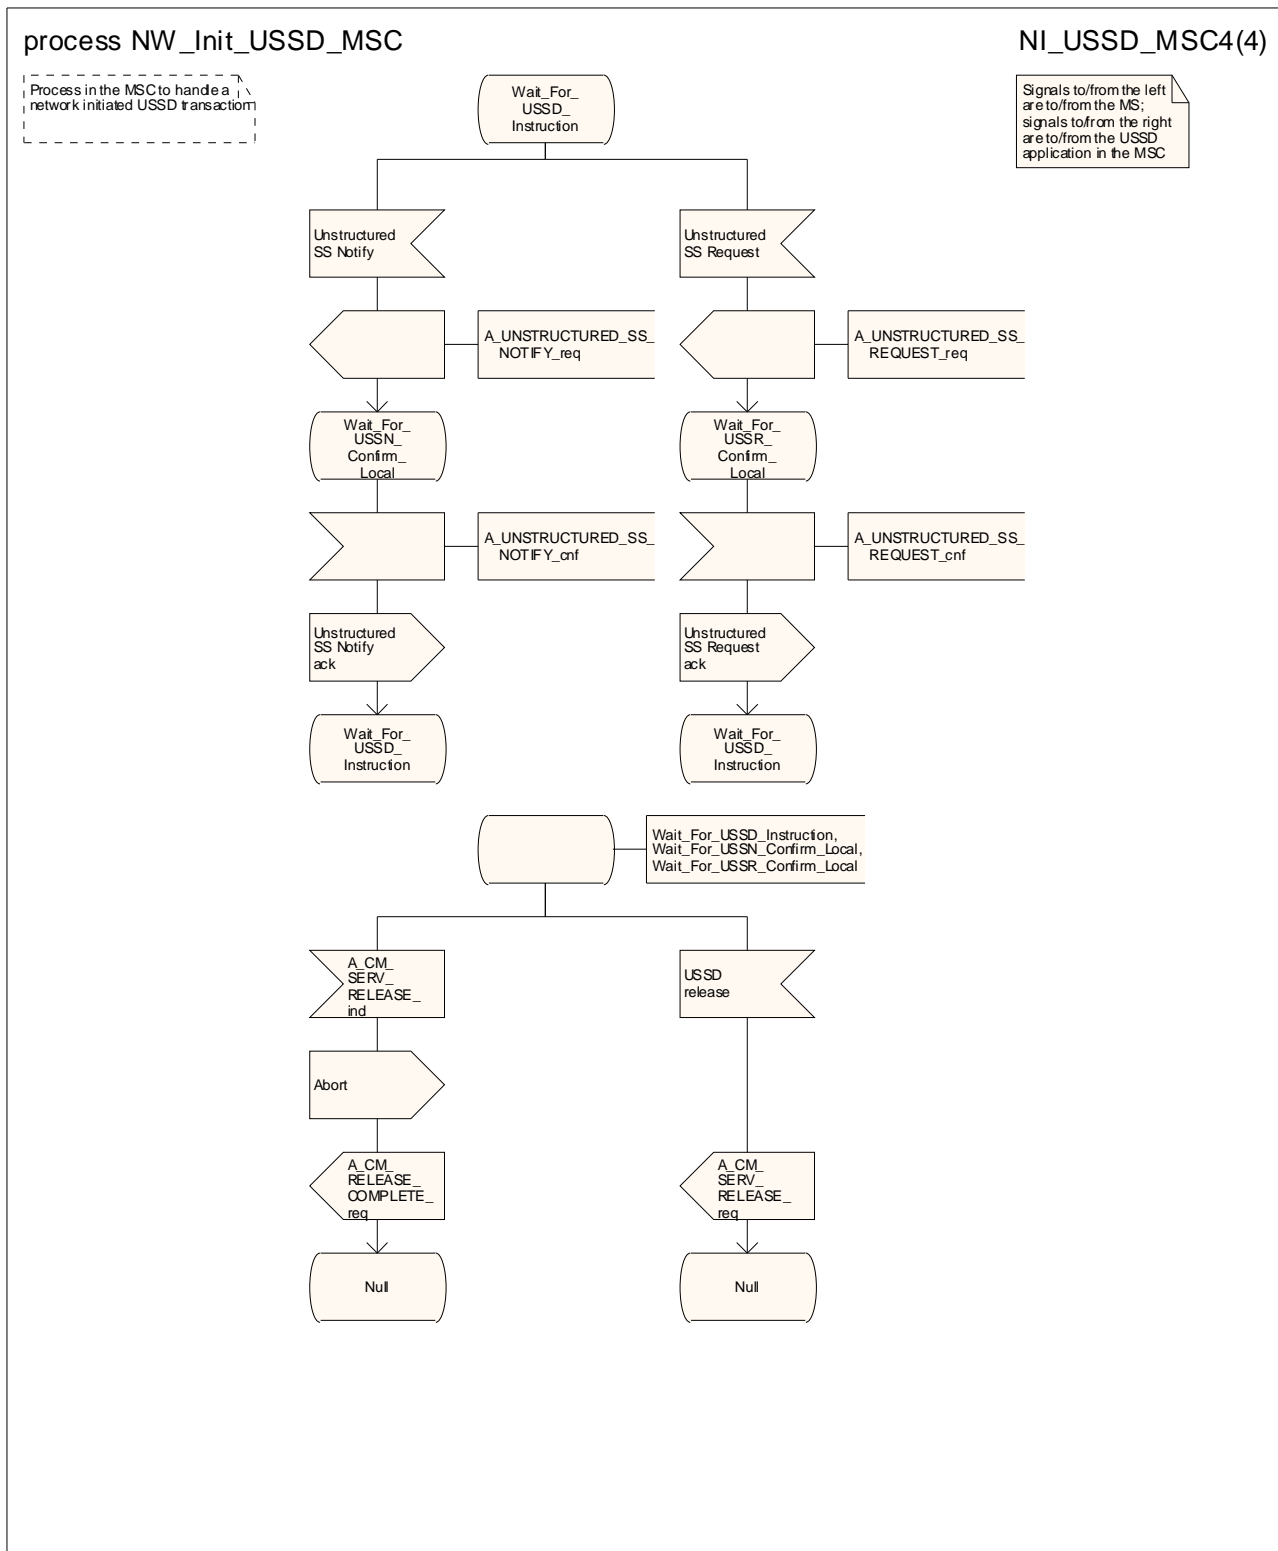 process NW_Init_USSD_MSC
NI_USSD_MSC4(4)
Process in the MSC to handle a
network initiated USSD transaction
Signals to/from the left
are to/from the MS;
signals to/from the right
are to/from the USSD
application in the MSC
Wait_For_
USSD_
Instruction
Unstructured
SS Notify
Unstructured
SS Request
A_UNSTRUCTURED_SS_
NOTIFY_req
A_UNSTRUCTURED_SS_
REQUEST_req
Wait_For_
USSN_
Confirm_
Local
Wait_For_
USSR_
Confirm_
Local
A_UNSTRUCTURED_SS_
NOTIFY_cnf
A_UNSTRUCTURED_SS_
REQUEST_cnf
Unstructured
SS Notify
ack
Unstructured
SS Request
ack
Wait_For_
USSD_
Instruction
Wait_For_
USSD_
Instruction
Wait_For_USSD_Instruction,
Wait_For_USSN_Confirm_Local,
Wait_For_USSR_Confirm_Local
A_CM_
SERV_
RELEASE_
ind
USSD
release
Abort
A_CM_
RELEASE_
COMPLETE_
req
A_CM_
SERV_
RELEASE_
req
Null
Null